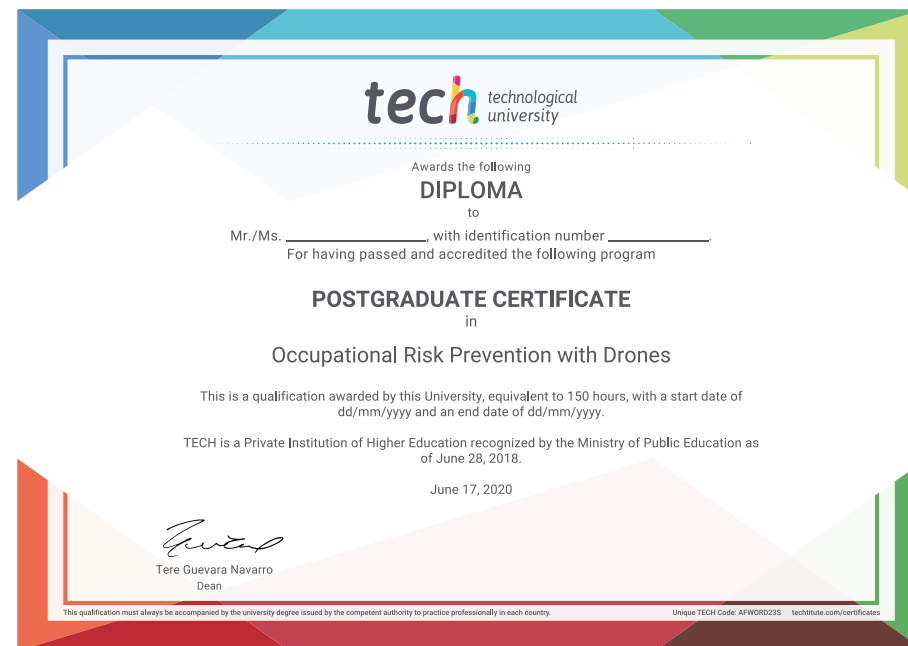 tech technological
university
Awards the following
DIPLOMA
to
Mr./Ms. ____________________, with identification number ______________.
For having passed and accredited the following program
POSTGRADUATE CERTIFICATE
in
Occupational Risk Prevention with Drones
This is a qualification awarded by this University, equivalent to 150 hours, with a start date of
dd/mm/yyyy and an end date of dd/mm/yyyy.
TECH is a Private Institution of Higher Education recognized by the Ministry of Public Education as
of June 28, 2018.
June 17, 2020
Tere Guevara Navarro
Dean
This qualification must always be accompanied by the university degree issued by the competent authority to practice professionally in each country. Unique TECH Code: AFWORD23S techtitute.com/certificates